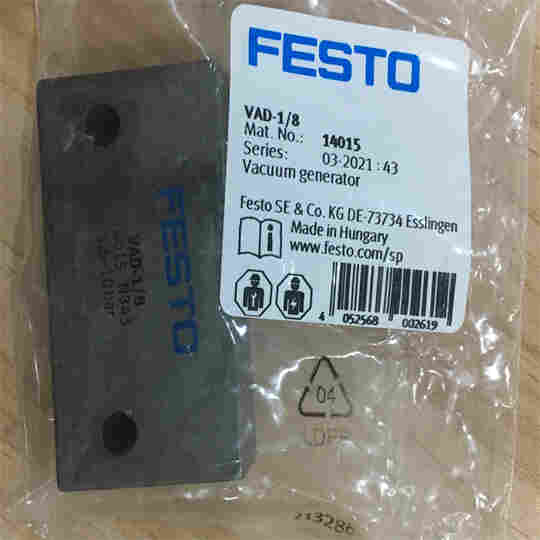 FESTO
VAD-1/8
Mat. No.: 14015
Series: 03-2021 : 43
Vacuum generator
Festo SE & Co. KG DE-73734 Esslingen
Made in Hungary
www.festo.com/sp
4 052568 002619
FESTO
VAD-1/8
04
LDPE